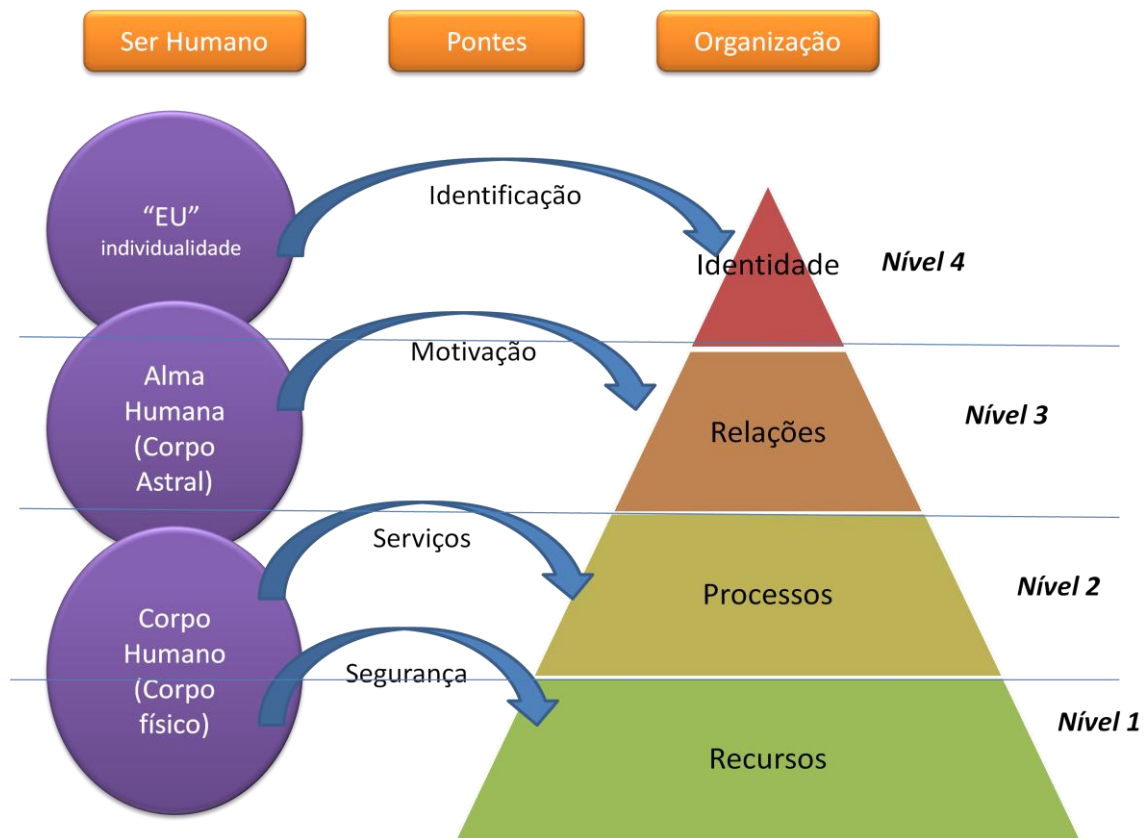 Ser Humano
Pontes
Organização
“EU”
individualidade
Identificação
Identidade
Nível 4
Alma
Humana
(Corpo
Astral)
Motivação
Relações
Nível 3
Serviços
Processos
Nível 2
Corpo
Humano
(Corpo
físico)
Segurança
Recursos
Nível 1